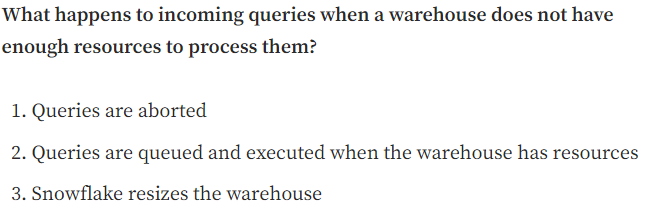 What happens to incoming queries when a warehouse does not have
enough resources to process them?
1. Queries are aborted
2. Queries are queued and executed when the warehouse has resources
3. Snowflake resizes the warehouse